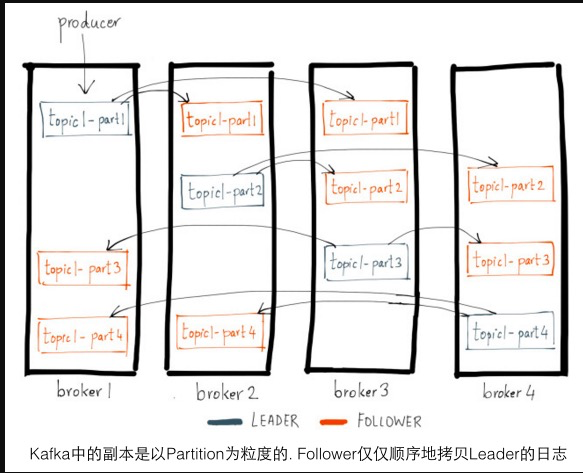 producer
topic1-part1
topic1-part1
topic1-part1
topic1-part2
topic1-part2
topic1-part2
topic1-part3
topic1-part3
topic1-part3
topic1-part4
topic1-part4
topic1-part4
broker 1
broker 2
broker 3
broker 4
LEADER
FOLLOWER
Kafka中的副本是以Partition为粒度的. Follower仅仅顺序地拷贝Leader的日志